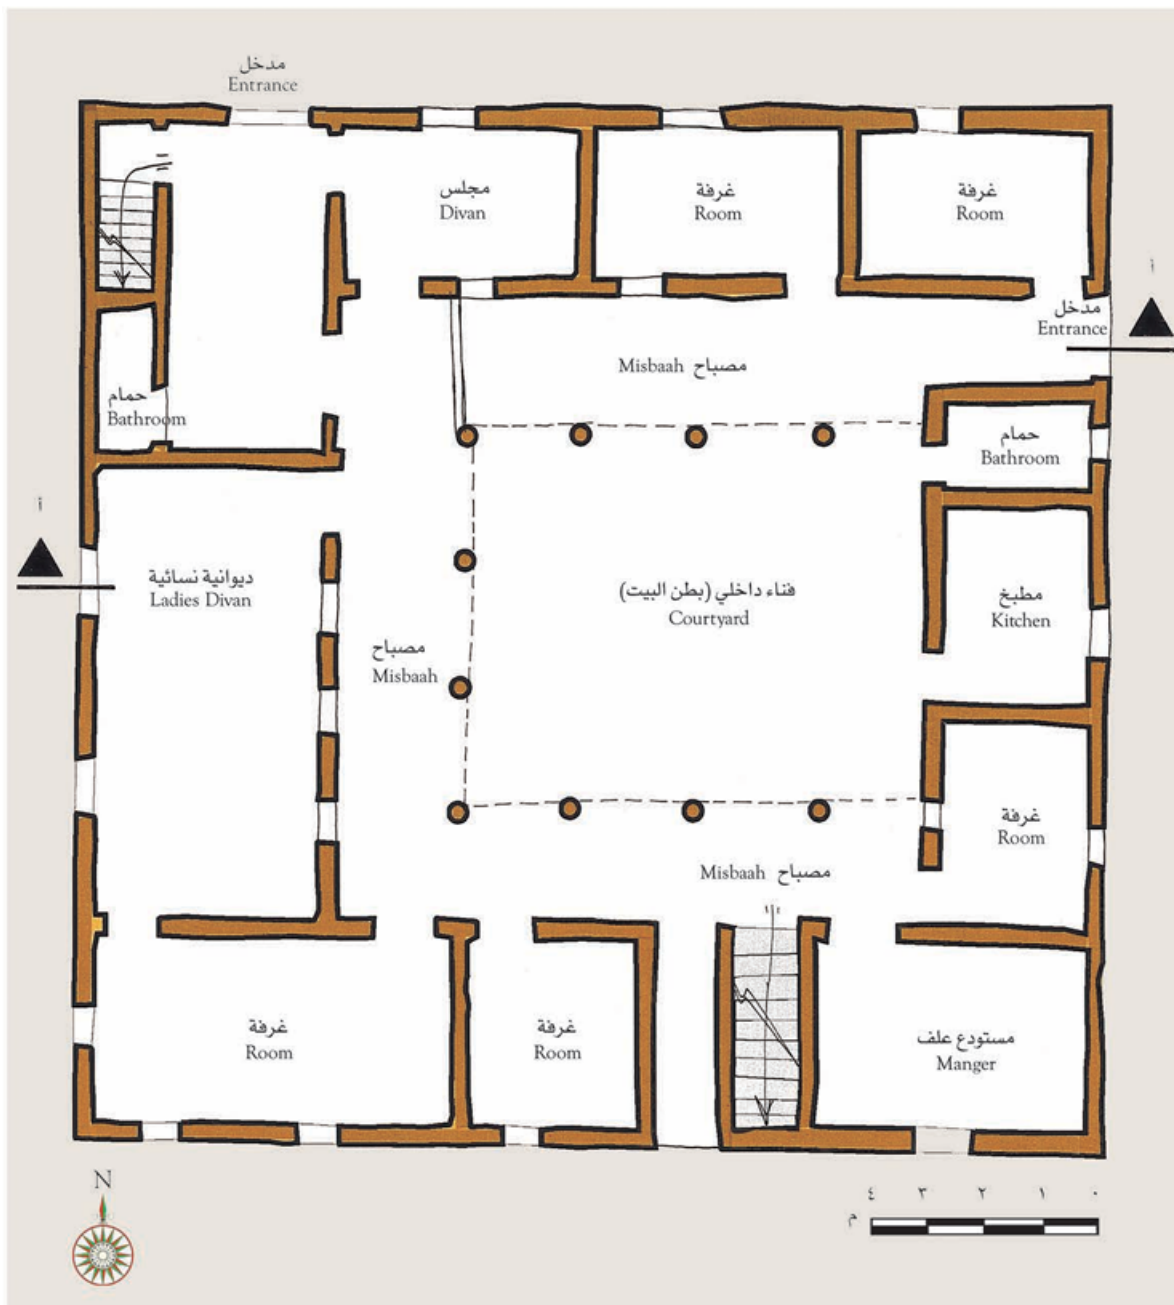 مدخل
Entrance
مجلس
Divan
غرفة
Room
غرفة
Room
أ
مدخل
Entrance
مصباح Misbaah
حمام
Bathroom
حمام
Bathroom
أ
ديوانية نسائية
Ladies Divan
فناء داخلي (بطن البيت)
Courtyard
مطبخ
Kitchen
مصباح
Misbaah
غرفة
Room
مصباح Misbaah
غرفة
Room
غرفة
Room
مستودع علف
Manger
N
٤ ٣ ٢ ١ ٠
م